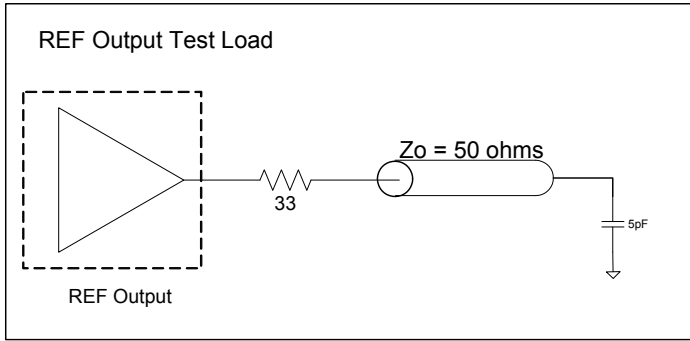 REF Output Test Load
Zo = 50 ohms
33
5pF
REF Output